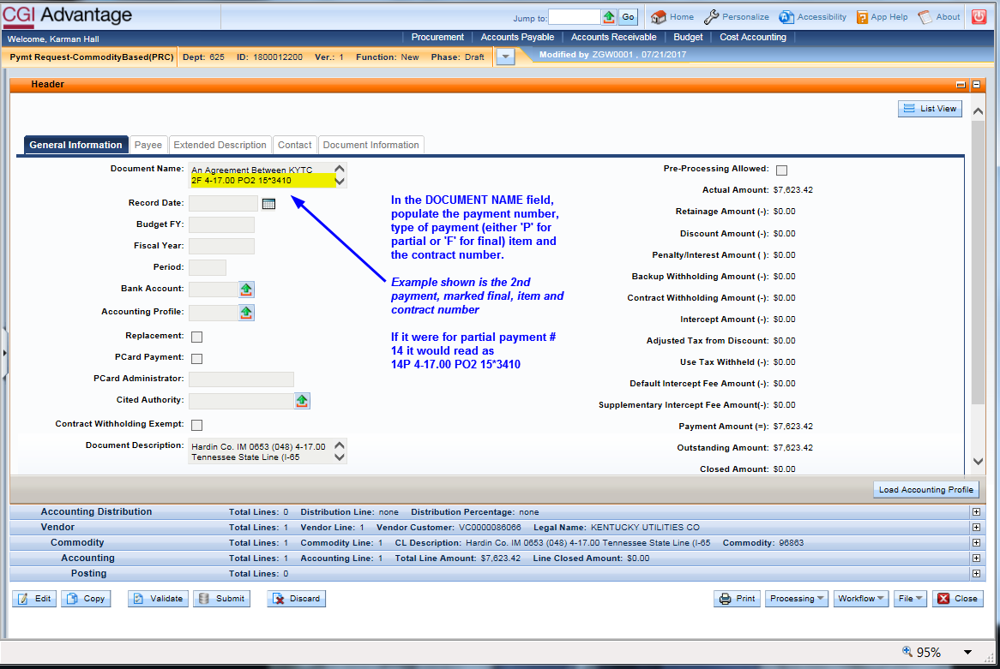 CGI Advantage
Jump to: Go Home Personalize Accessibility App Help About
Welcome, Karman Hall
Procurement Accounts Payable Accounts Receivable Budget Cost Accounting
Pymt Request-CommodityBased(PRC) Dept: 625 ID: 1800012200 Ver.: 1 Function: New Phase: Draft Modified by ZGW0001 , 07/21/2017
Header
List View
General Information Payee Extended Description Contact Document Information
Document Name: An Agreement Between KYTC
2F 4-17.00 PO2 15*3410
Record Date:
Budget FY:
Fiscal Year:
Period:
Bank Account:
Accounting Profile:
Replacement:
PCard Payment:
PCard Administrator:
Cited Authority:
Contract Withholding Exempt:
Document Description: Hardin Co. IM 0653 (048) 4-17.00
Tennessee State Line (I-65
In the DOCUMENT NAME field,
populate the payment number,
type of payment (either 'P' for
partial or 'F' for final) item and
the contract number.
Example shown is the 2nd
payment, marked final, item and
contract number
If it were for partial payment #
14 it would read as
14P 4-17.00 PO2 15*3410
Pre-Processing Allowed:
Actual Amount: $7,623.42
Retainage Amount (-): $0.00
Discount Amount (-): $0.00
Penalty/Interest Amount ( ): $0.00
Backup Withholding Amount (-): $0.00
Contract Withholding Amount (-): $0.00
Intercept Amount (-): $0.00
Adjusted Tax from Discount: $0.00
Use Tax Withheld (-): $0.00
Default Intercept Fee Amount (-): $0.00
Supplementary Intercept Fee Amount(-): $0.00
Payment Amount (=): $7,623.42
Outstanding Amount: $7,623.42
Closed Amount: $0.00
Load Accounting Profile
Accounting Distribution Total Lines: 0 Distribution Line: none Distribution Percentage: none
Vendor Total Lines: 1 Vendor Line: 1 Vendor Customer: VC0000086066 Legal Name: KENTUCKY UTILITIES CO
Commodity Total Lines: 1 Commodity Line: 1 CL Description: Hardin Co. IM 0653 (048) 4-17.00 Tennessee State Line (I-65 Commodity: 96863
Accounting Total Lines: 1 Accounting Line: 1 Total Line Amount: $7,623.42 Line Closed Amount: $0.00
Posting Total Lines: 0
Edit Copy Validate Submit Discard Print Processing Workflow File Close
95%